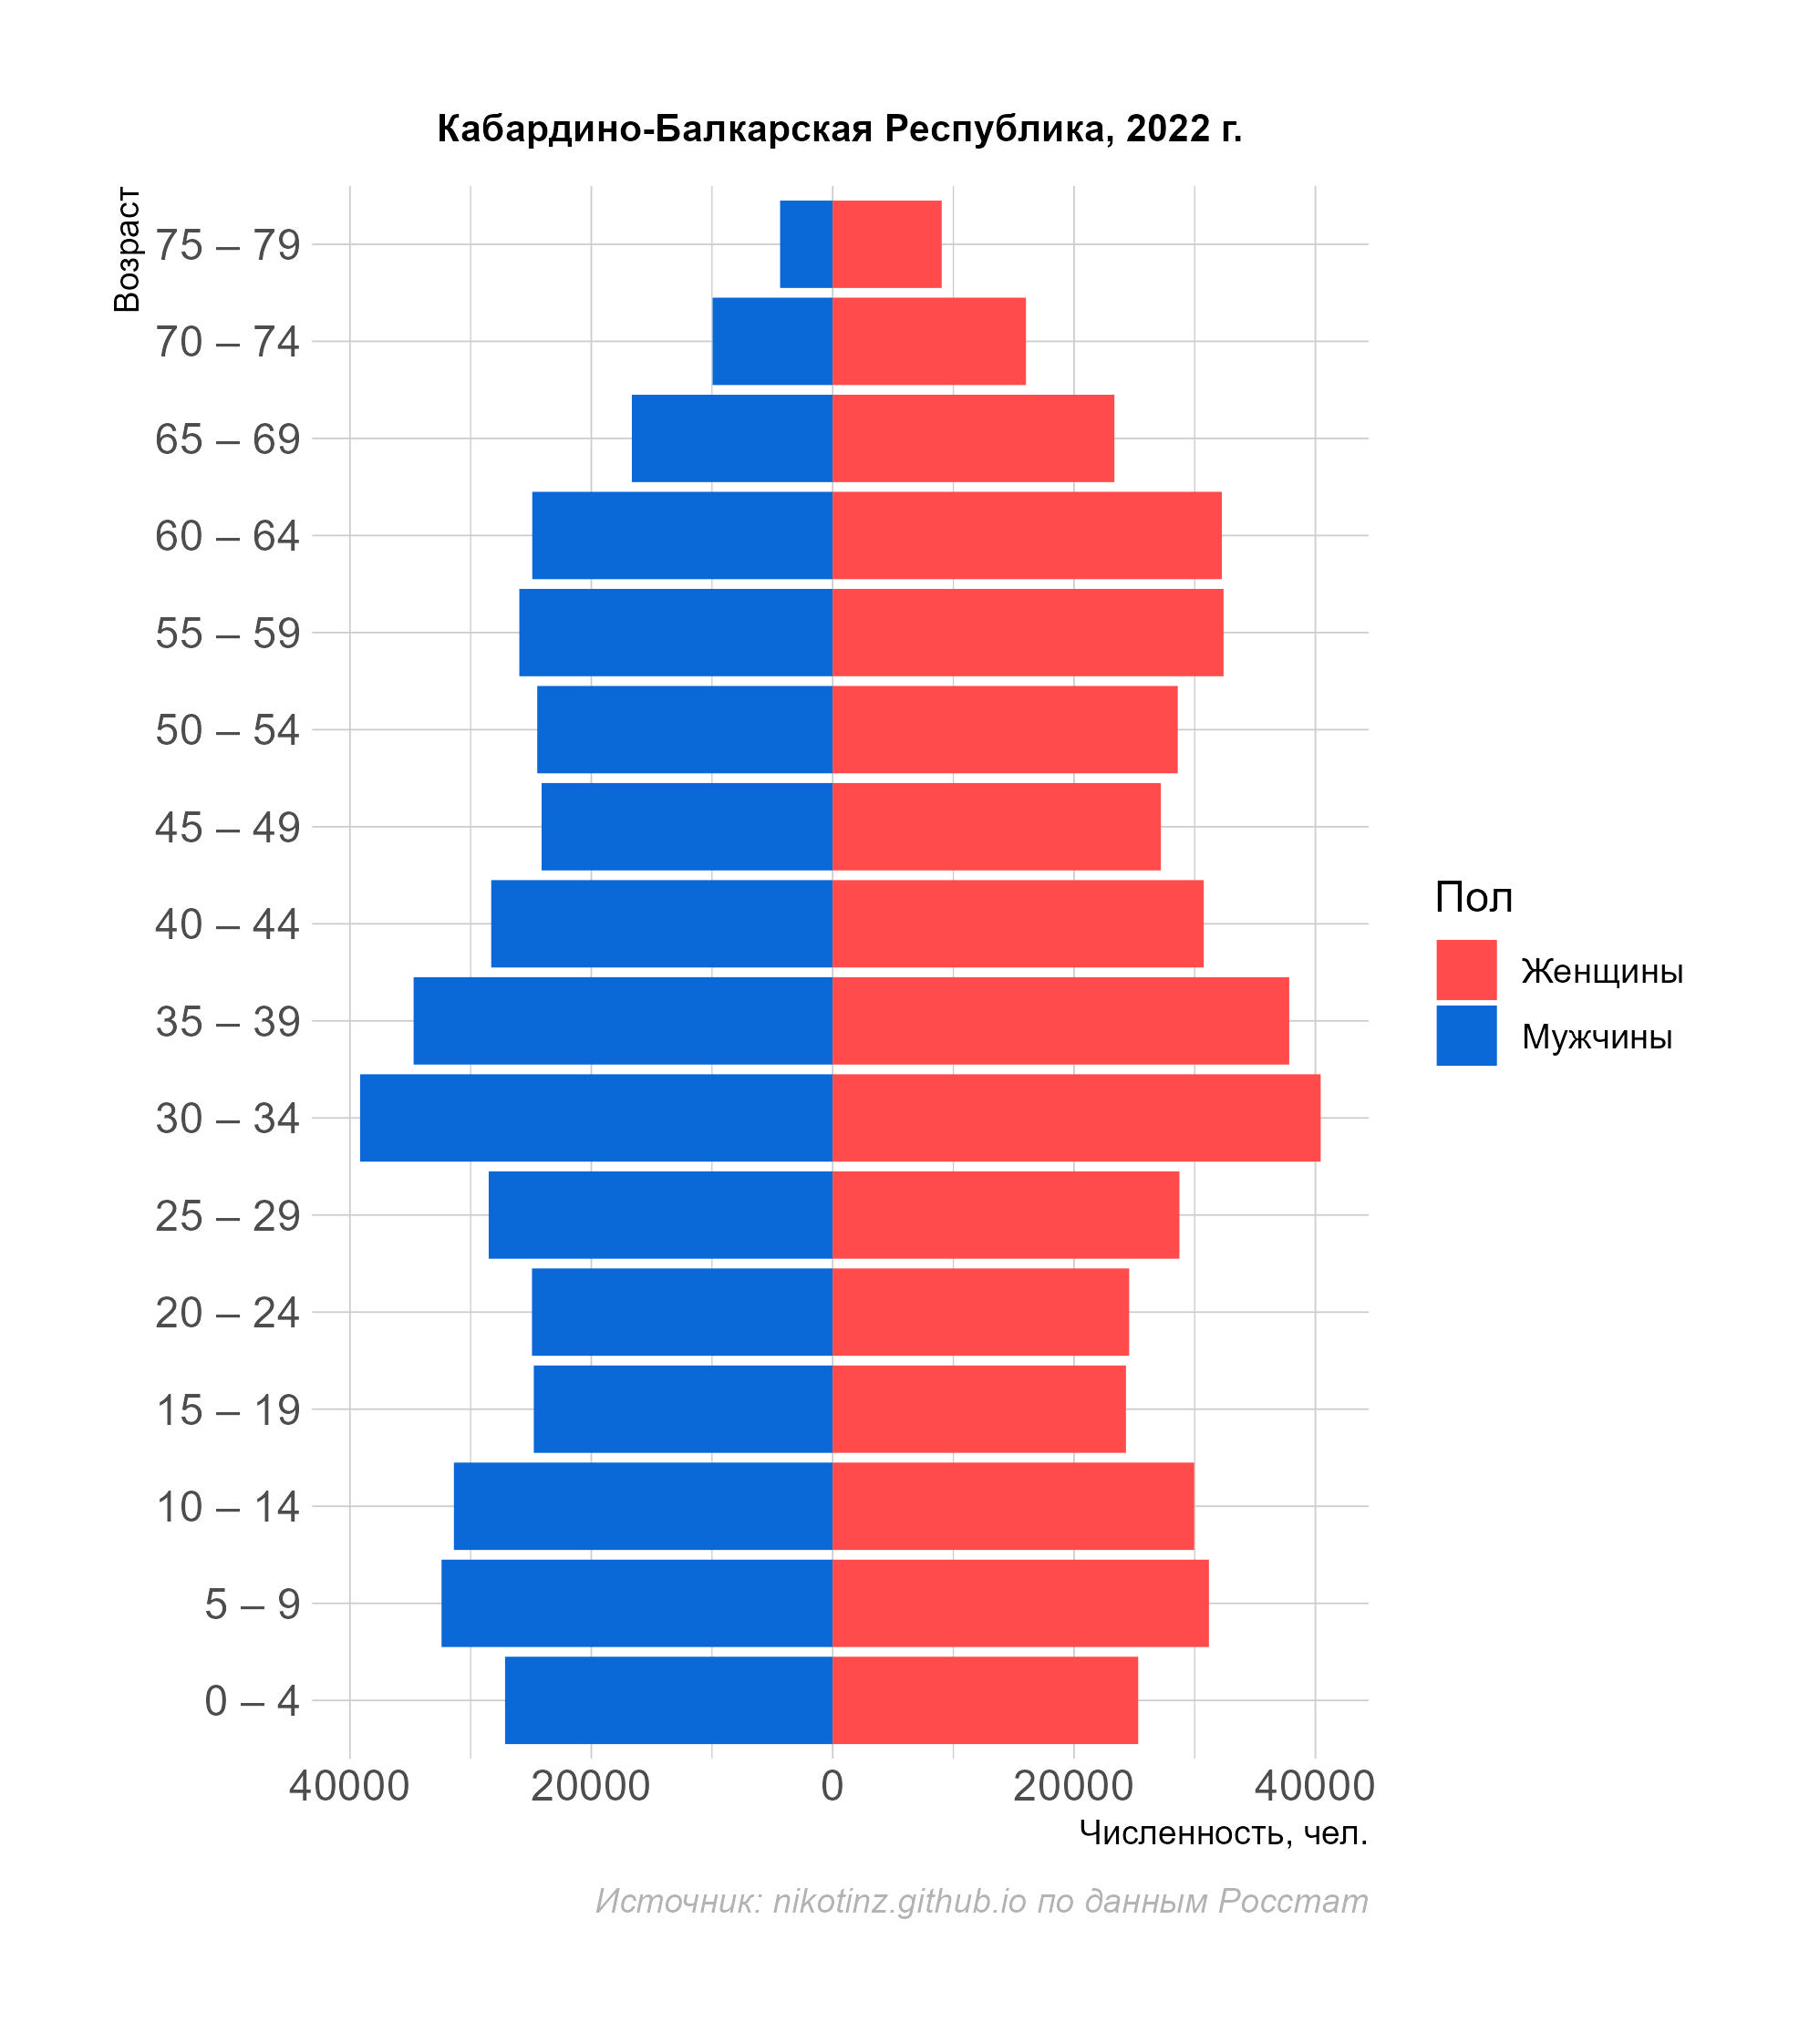 Кабардино-Балкарская Республика, 2022 г.
Возраст
75 – 79
70 – 74
65 – 69
60 – 64
55 – 59
50 – 54
45 – 49
40 – 44
35 – 39
30 – 34
25 – 29
20 – 24
15 – 19
10 – 14
5 – 9
0 – 4
40000 20000 0 20000 40000
Численность, чел.
Пол
Женщины
Мужчины
Источник: nikotinz.github.io по данным Росстат